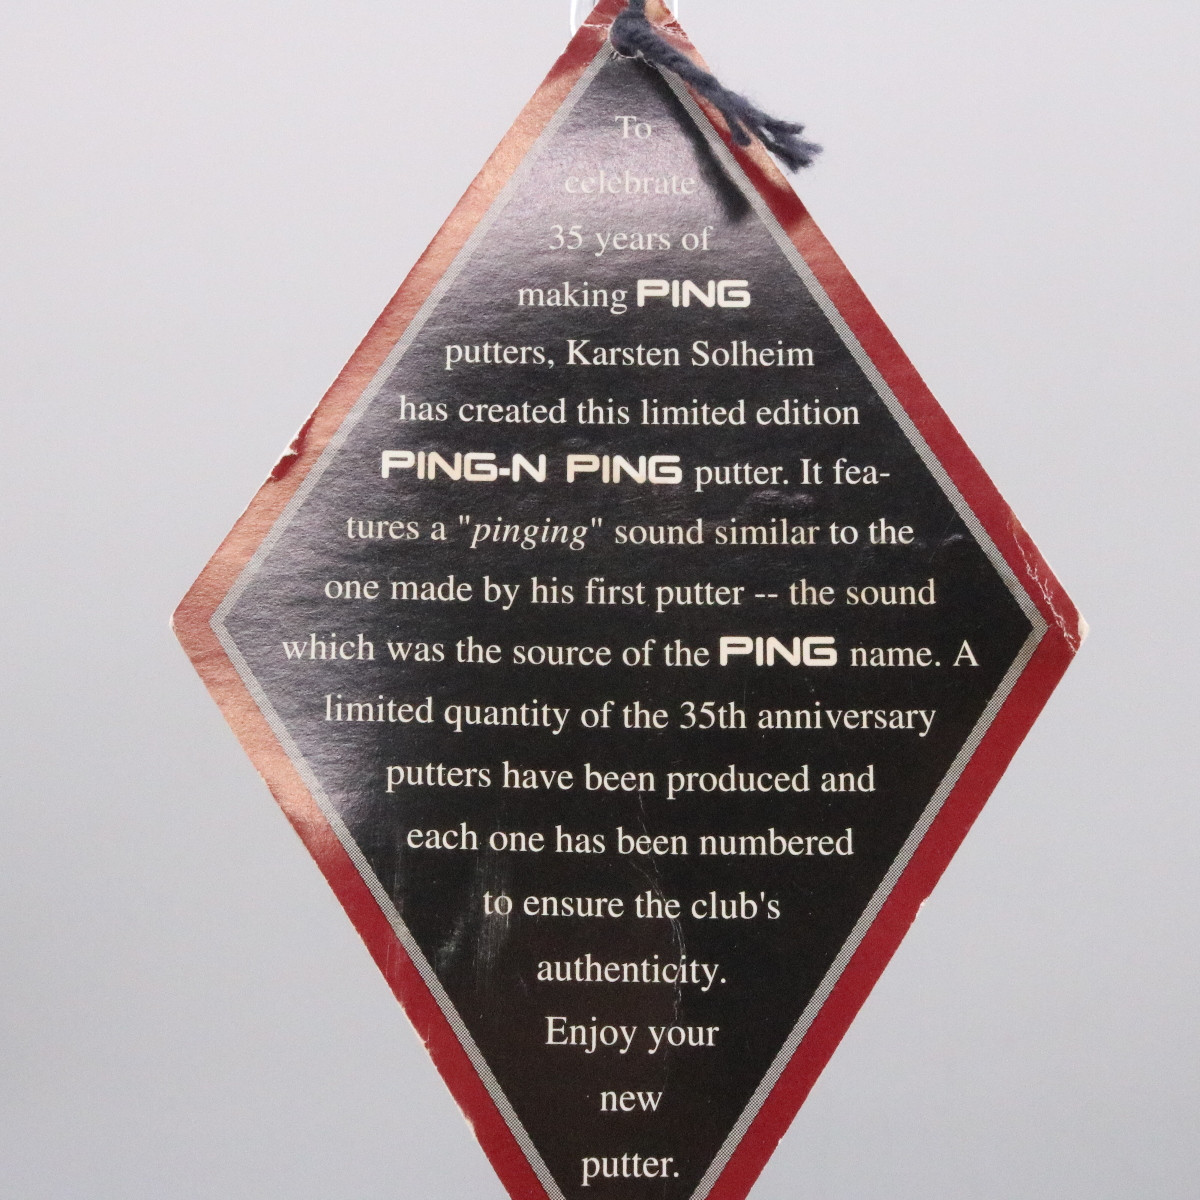 To
celebrate
35 years of
making PING
putters, Karsten Solheim
has created this limited edition
PING-N PING putter. It fea-
tures a "pinging" sound similar to the
one made by his first putter -- the sound
which was the source of the PING name. A
limited quantity of the 35th anniversary
putters have been produced and
each one has been numbered
to ensure the club's
authenticity.
Enjoy your
new
putter.